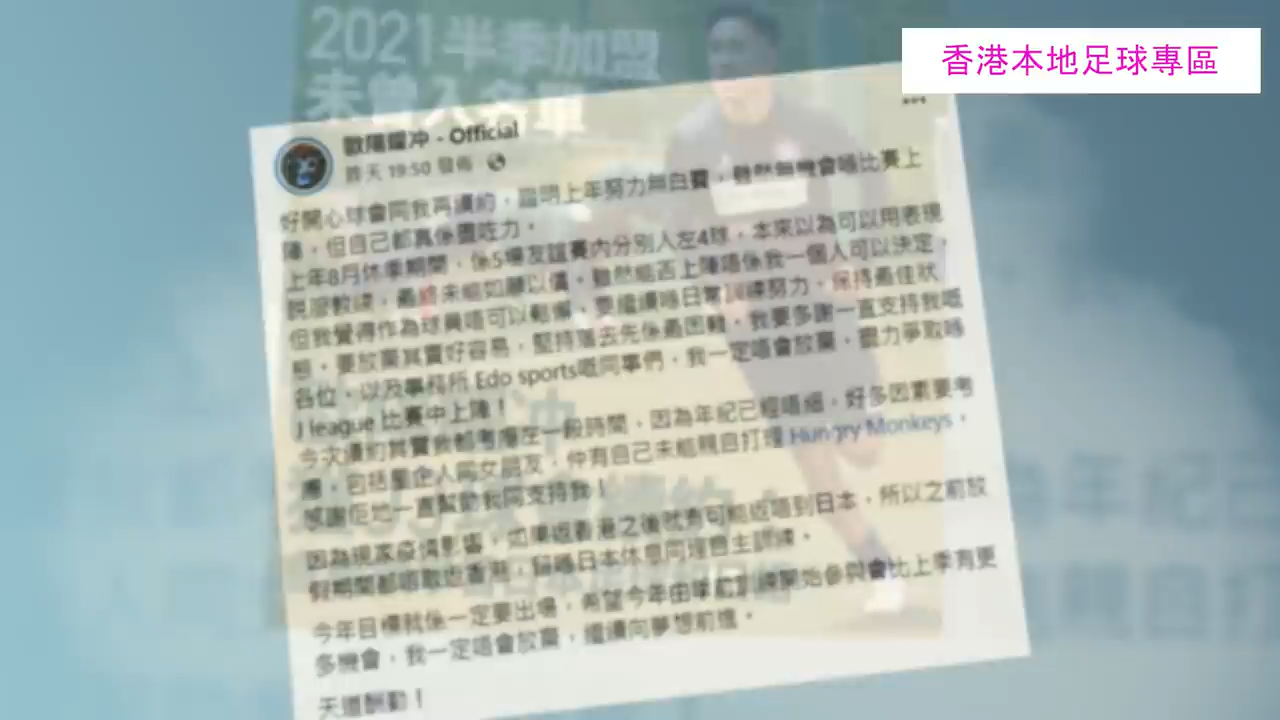 香港本地足球專區
2021半季加盟
未曾入名單
歐陽耀冲 - Official
昨天 19:50 發佈
好開心球會同我再續約，證明上年努力無白費，雖然無機會喺比賽上
陣，但自己都真係盡咗力。
上年8月休季期間，係5場友誼賽內分別入左4球，本來以為可以用表現
說服教練，最終未能如願以償。雖然能否上陣唔係我一個人可以決定，
但我覺得作為球員唔可以鬆懈，要繼續喺日常訓練努力，保持最佳狀
態。要放棄其實好容易，堅持落去先係最困難。我要多謝一直支持我嘅
各位，以及事務所 Edo sports嘅同事們，我一定唔會放棄，盡力爭取喺
J league 比賽中上陣！
今次續約其實我都考慮左一段時間，因為年紀已經唔細，好多因素要考
慮，包括屋企人同女朋友，仲有自己未能親自打理 Hungry Monkeys，
感謝佢地一直幫助我同支持我！
因為現家疫情影響，如果返香港之後就有可能返唔到日本，所以之前放
假期間都唔敢返香港，留喺日本休息同埋自主訓練。
今年目標就係一定要出場，希望今年由季前訓練開始參與會比上季有更
多機會，我一定唔會放棄，繼續向夢想前進。
天道酬勤！